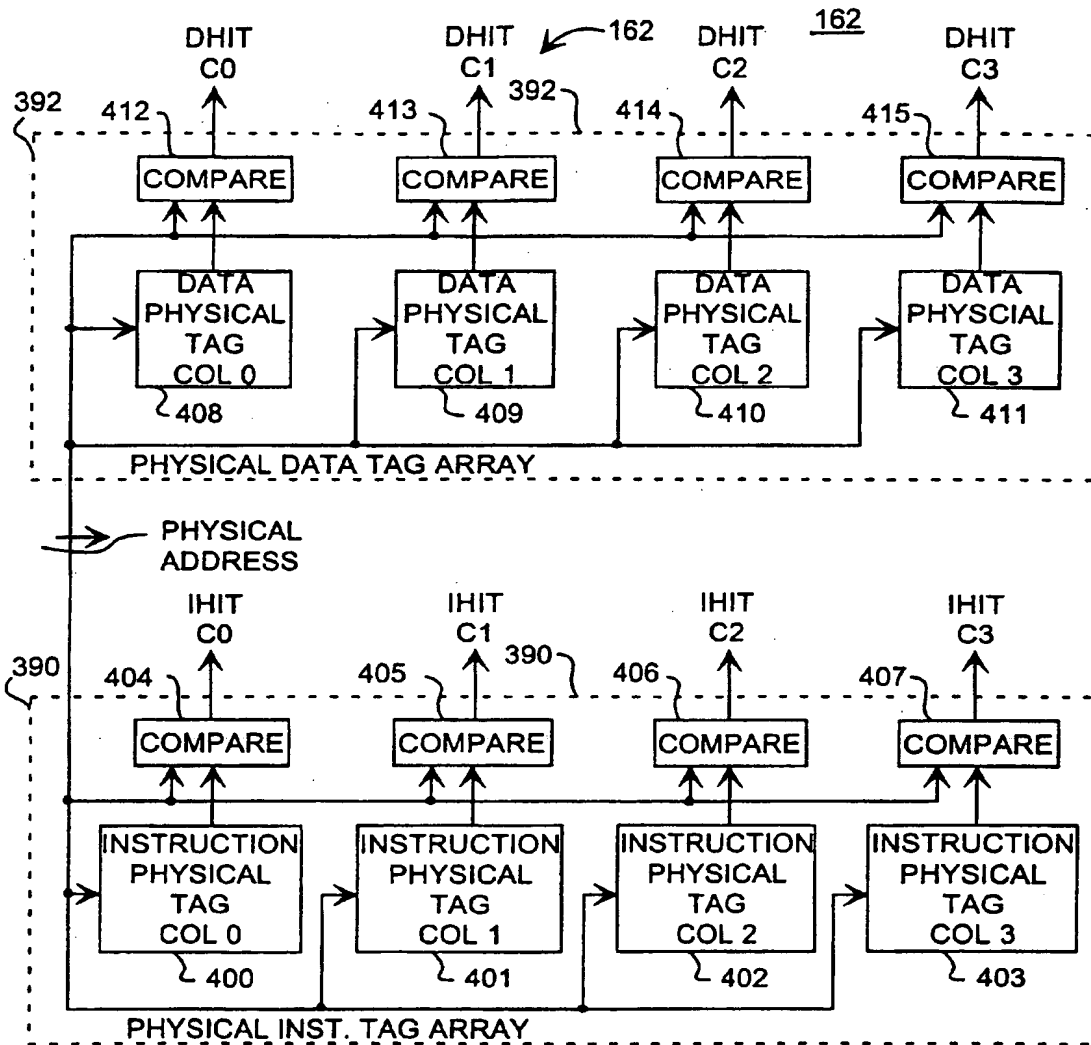 162
DHIT
C0
DHIT
C1
162
DHIT
C2
DHIT
C3
392
412
413
392
414
415
COMPARE
COMPARE
COMPARE
COMPARE
DATA
PHYSICAL
TAG
COL 0
DATA
PHYSICAL
TAG
COL 1
DATA
PHYSICAL
TAG
COL 2
DATA
PHYSCIAL
TAG
COL 3
408
409
410
411
PHYSICAL DATA TAG ARRAY
PHYSICAL
ADDRESS
IHIT
C0
IHIT
C1
IHIT
C2
IHIT
C3
390
404
405
390
406
407
COMPARE
COMPARE
COMPARE
COMPARE
INSTRUCTION
PHYSICAL
TAG
COL 0
INSTRUCTION
PHYSICAL
TAG
COL 1
INSTRUCTION
PHYSICAL
TAG
COL 2
INSTRUCTION
PHYSICAL
TAG
COL 3
400
401
402
403
PHYSICAL INST. TAG ARRAY